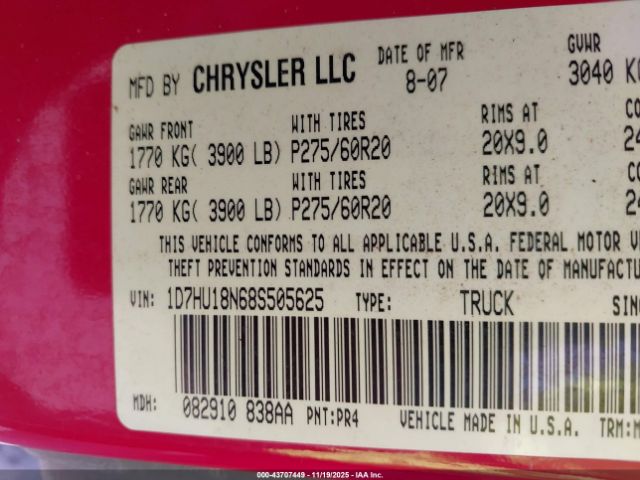 MFD BY CHRYSLER LLC DATE OF MFR GVWR
8-07 3040 KG
GAWR FRONT WITH TIRES RIMS AT
1770 KG( 3900 LB) P275/60R20 20X9.0
GAWR REAR WITH TIRES RIMS AT
1770 KG( 3900 LB) P275/60R20 20X9.0
THIS VEHICLE CONFORMS TO ALL APPLICABLE U.S.A. FEDERAL MOTOR
THEFT PREVENTION STANDARDS IN EFFECT ON THE DATE OF MANUFACTU
VIN: 1D7HU18N68S505625 TYPE: TRUCK
MDH: 082910 838AA PNT:PR4 VEHICLE MADE IN U.S.A. TRM:M
000-43707449 - 11/19/2025 - IAA Inc.